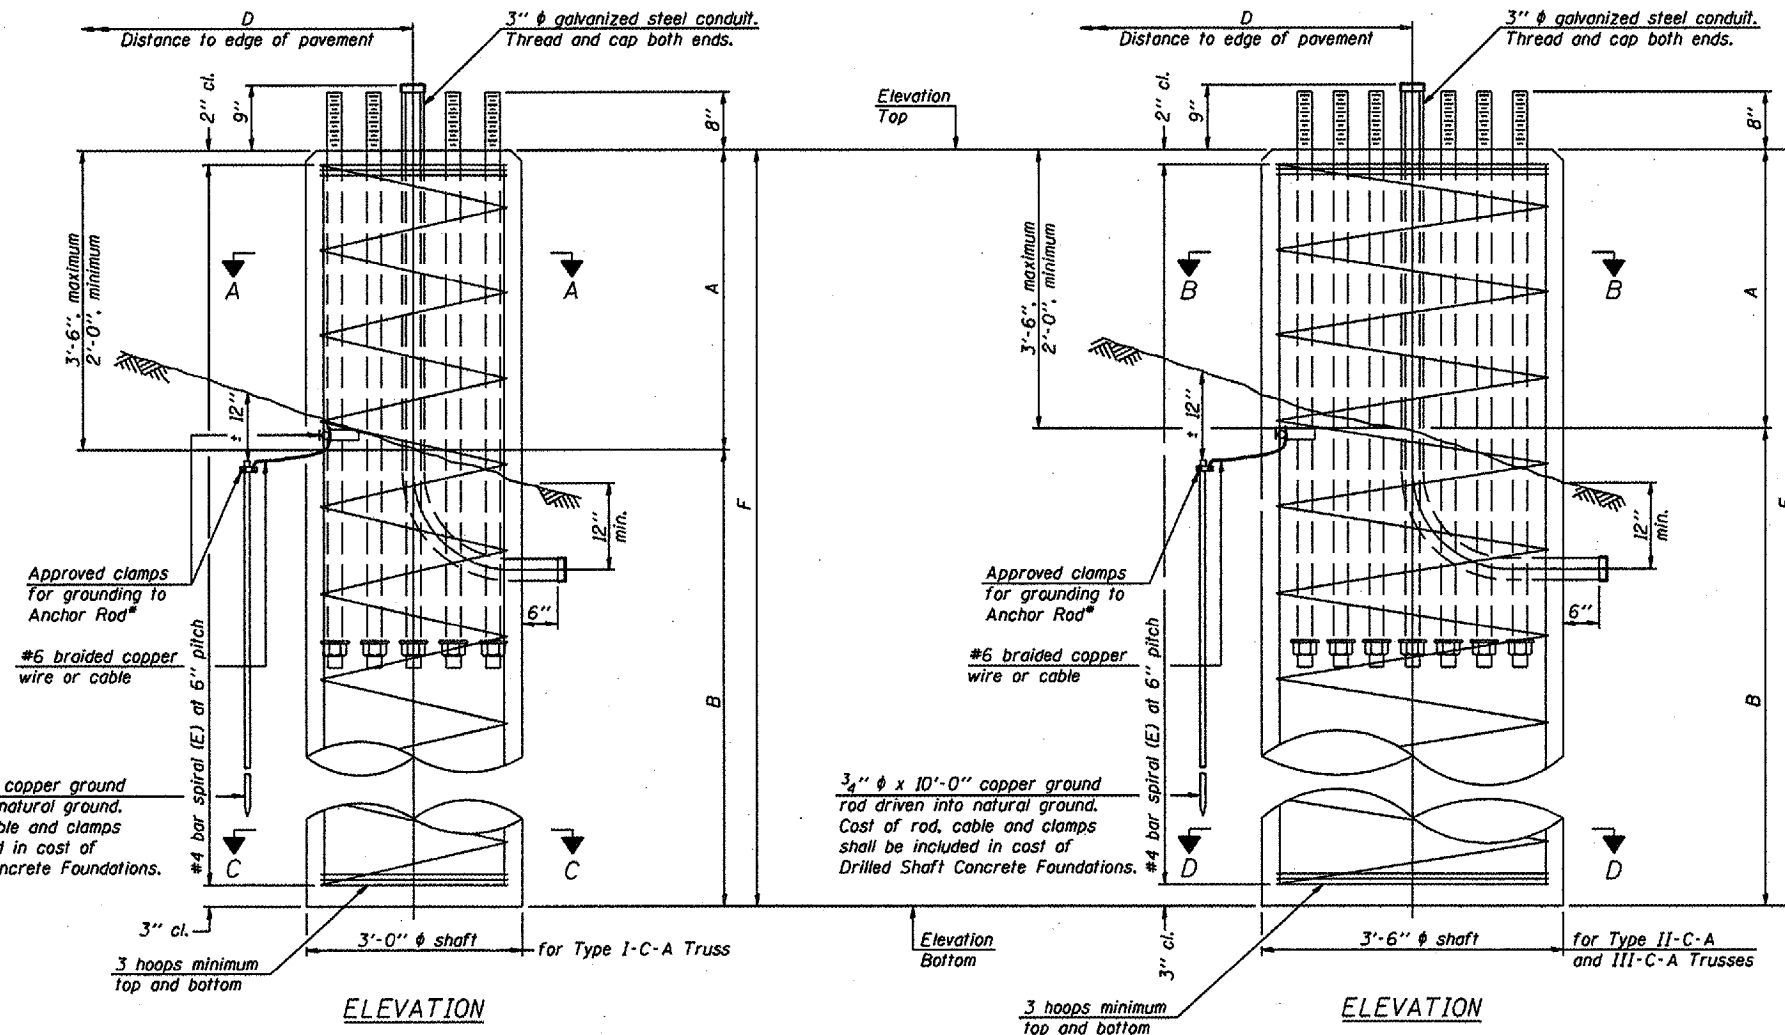 D
Distance to edge of pavement
3" φ galvanized steel conduit.
Thread and cap both ends.
2" cl.
9"
8"
Elevation
Top
3'-6", maximum
2'-0", minimum
A
A
A
± 12"
12"
min.
F
Approved clamps
for grounding to
Anchor Rod*
6"
#6 braided copper
wire or cable
B
#4 bar spiral (E) at 6" pitch
copper ground
natural ground.
ble and clamps
d in cost of
ncrete Foundations.
C
C
3" cl.
3'-0" φ shaft
for Type I-C-A Truss
3 hoops minimum
top and bottom
ELEVATION
Elevation
Bottom
D
Distance to edge of pavement
3" φ galvanized steel conduit.
Thread and cap both ends.
2" cl.
9"
8"
3'-6", maximum
2'-0", minimum
B
B
A
± 12"
12"
min.
Approved clamps
for grounding to
Anchor Rod*
6"
#6 braided copper
wire or cable
B
#4 bar spiral (E) at 6" pitch
3/4" φ x 10'-0" copper ground
rod driven into natural ground.
Cost of rod, cable and clamps
shall be included in cost of
Drilled Shaft Concrete Foundations.
D
D
3" cl.
3'-6" φ shaft
for Type II-C-A
and III-C-A Trusses
3 hoops minimum
top and bottom
ELEVATION